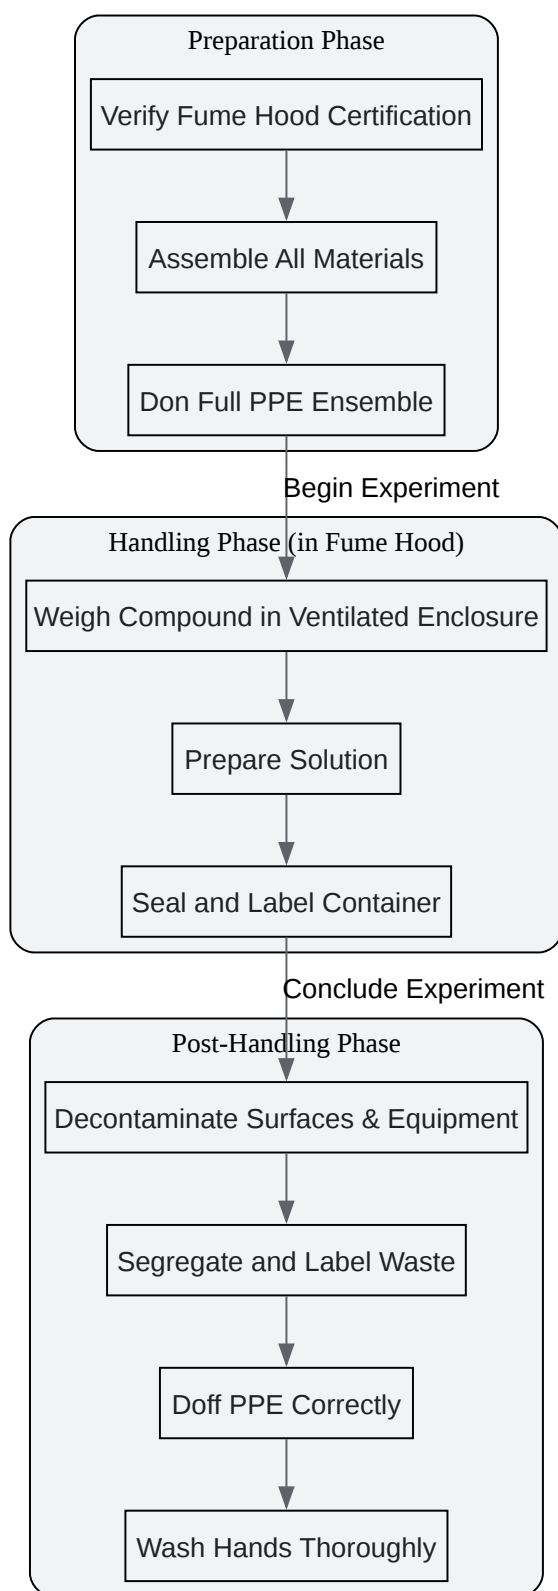 Preparation Phase
Verify Fume Hood Certification
Assemble All Materials
Don Full PPE Ensemble
Begin Experiment
Handling Phase (in Fume Hood)
Weigh Compound in Ventilated Enclosure
Prepare Solution
Seal and Label Container
Conclude Experiment
Post-Handling Phase
Decontaminate Surfaces & Equipment
Segregate and Label Waste
Doff PPE Correctly
Wash Hands Thoroughly